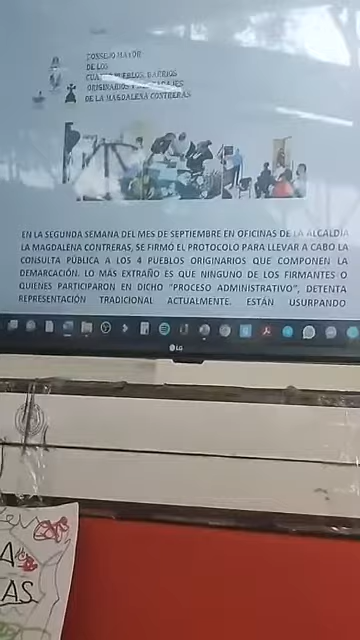 CONSEJO MAYOR
DE LOS
CUATRO PUEBLOS, BARRIOS
ORIGINARIOS Y
DE LA MAGDALENA CONTRERAS
EN LA SEGUNDA SEMANA DEL MES DE SEPTIEMBRE EN OFICINAS DE LA ALCALDIA
LA MAGDALENA CONTRERAS, SE FIRMÓ EL PROTOCOLO PARA LLEVAR A CABO LA
CONSULTA PÚBLICA A LOS 4 PUEBLOS ORIGINARIOS QUE COMPONEN LA
DEMARCACIÓN. LO MAS EXTRAÑO ES QUE NINGUNO DE LOS FIRMANTES O
QUIENES PARTICIPARON EN DICHO "PROCESO ADMINISTRATIVO", DETENTA
REPRESENTACIÓN TRADICIONAL ACTUALMENTE. ESTÁN USURPANDO
LG
AS